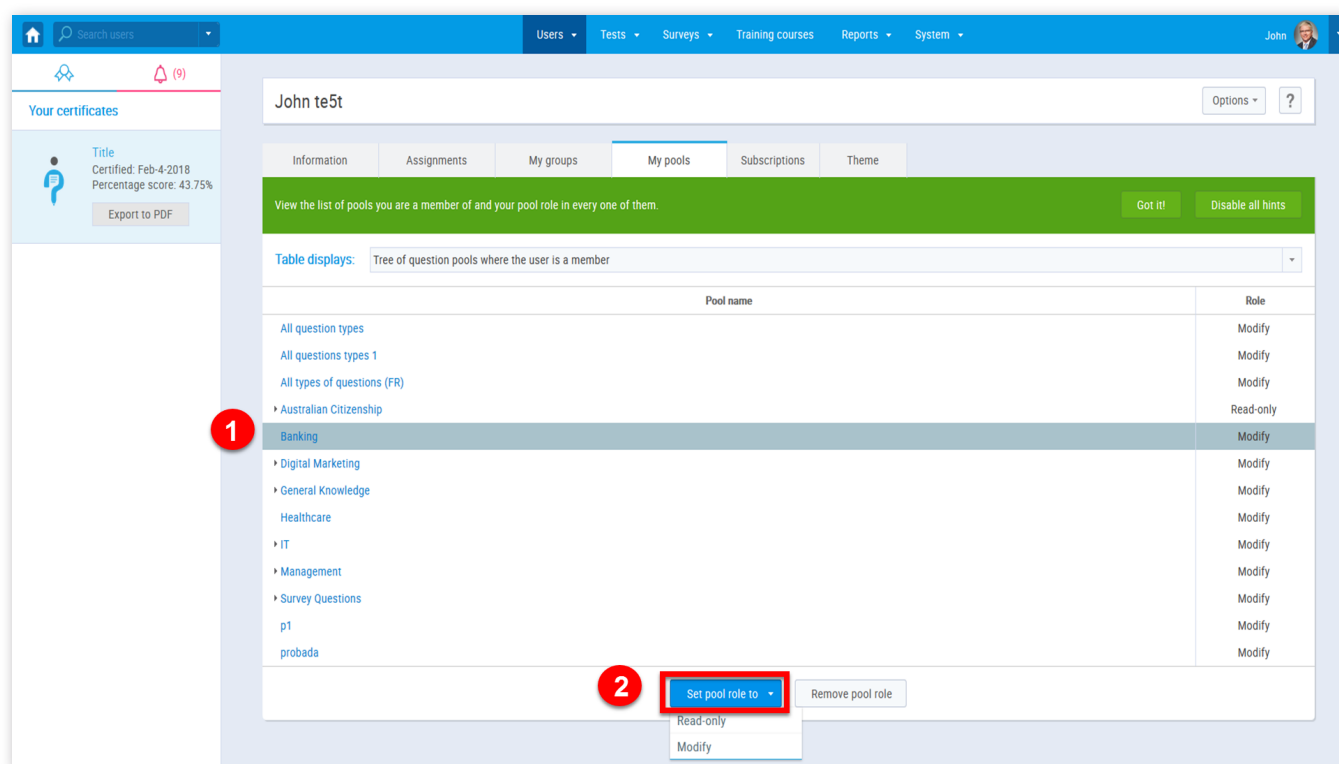 Search users
Users
Tests
Surveys
Training courses
Reports
System
John
(9)
Your certificates
Title
Certified: Feb-4-2018
Percentage score: 43.75%
Export to PDF
John te5t
Options
?
Information
Assignments
My groups
My pools
Subscriptions
Theme
View the list of pools you are a member of and your pool role in every one of them.
Got it!
Disable all hints
Table displays:
Tree of question pools where the user is a member
Pool name
Role
All question types
Modify
All questions types 1
Modify
All types of questions (FR)
Modify
Australian Citizenship
Read-only
1
Banking
Modify
Digital Marketing
Modify
General Knowledge
Modify
Healthcare
Modify
IT
Modify
Management
Modify
Survey Questions
Modify
p1
Modify
probada
Modify
2
Set pool role to
Remove pool role
Read-only
Modify